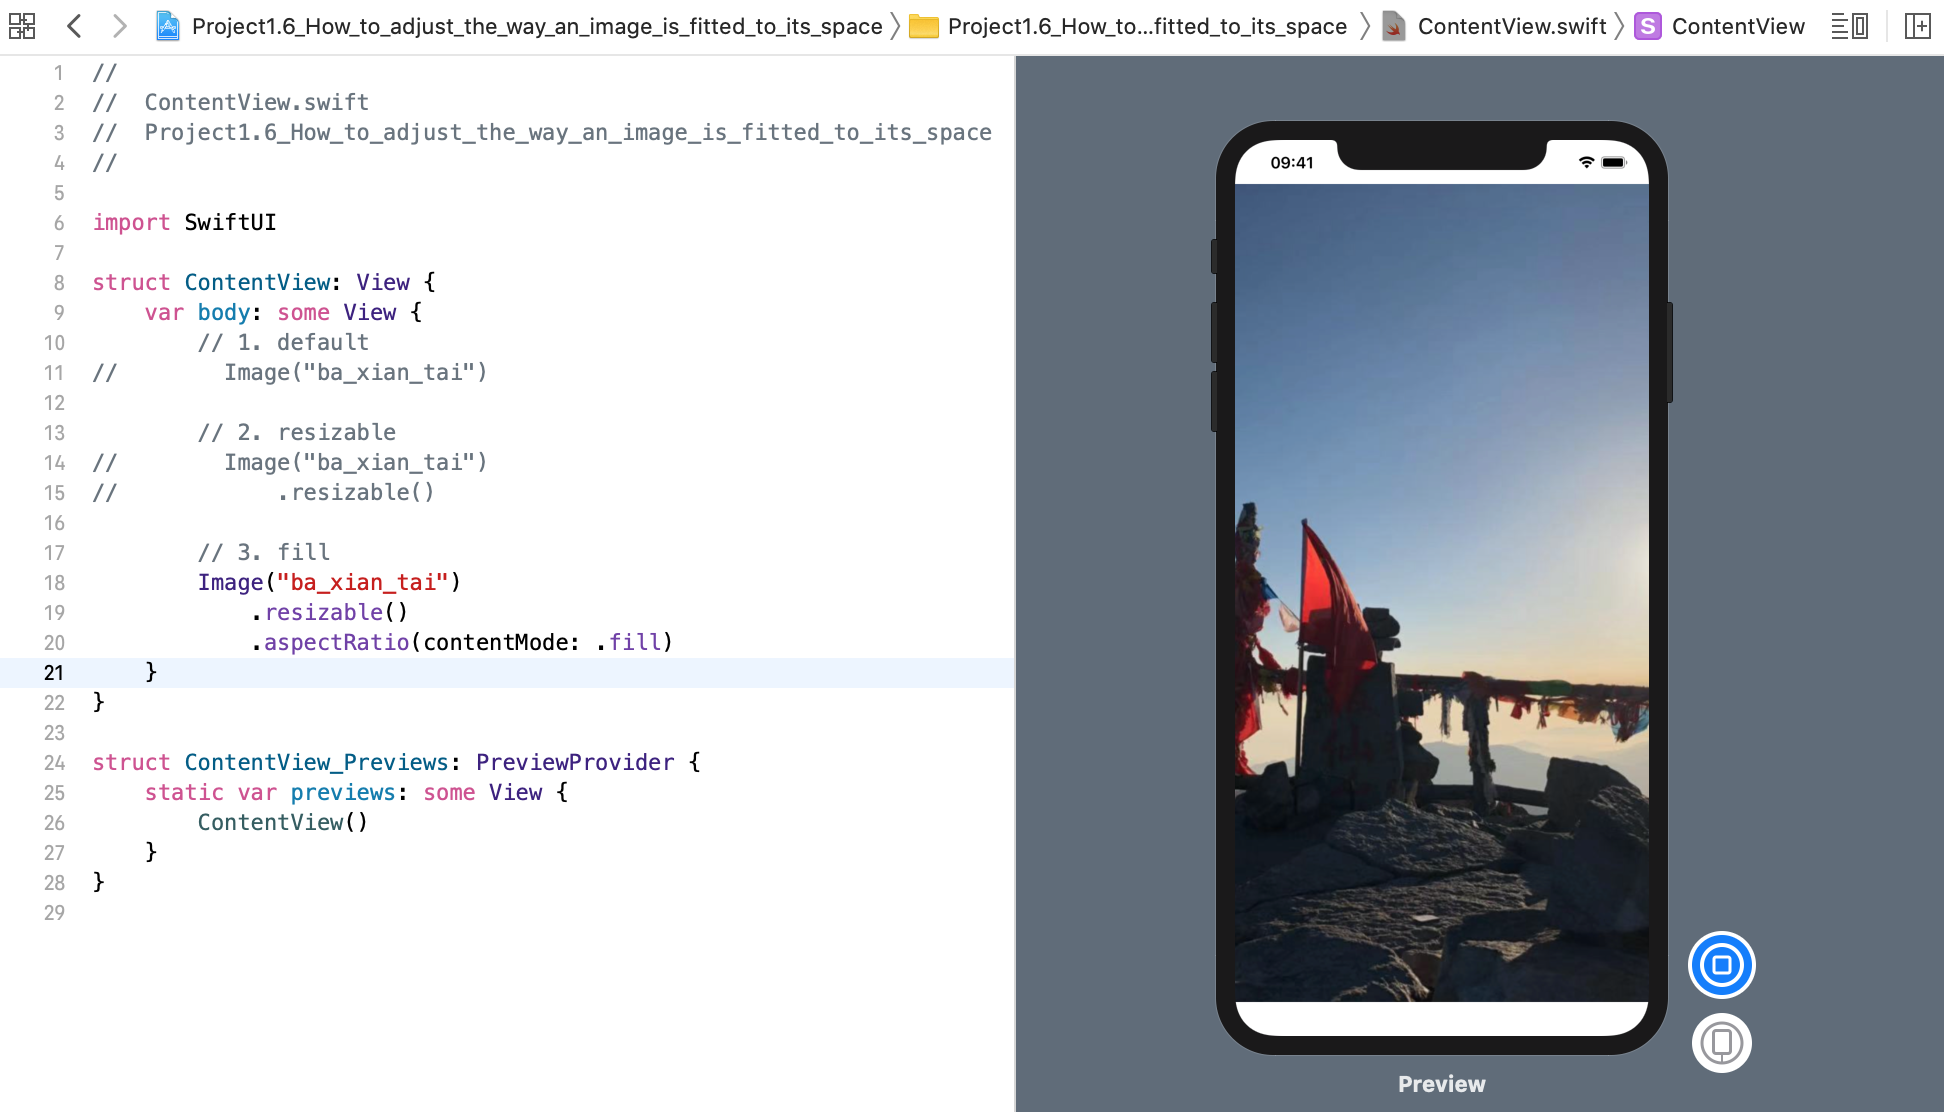 Project1.6_How_to_adjust_the_way_an_image_is_fitted_to_its_space Project1.6_How_to...fitted_to_its_space ContentView.swift S ContentView
1 //
2 //  ContentView.swift
3 //  Project1.6_How_to_adjust_the_way_an_image_is_fitted_to_its_space
4 //
5
6 import SwiftUI
7
8 struct ContentView: View {
9     var body: some View {
10         // 1. default
11 //        Image("ba_xian_tai")
12
13         // 2. resizable
14 //        Image("ba_xian_tai")
15 //            .resizable()
16
17         // 3. fill
18         Image("ba_xian_tai")
19             .resizable()
20             .aspectRatio(contentMode: .fill)
21     }
22 }
23
24 struct ContentView_Previews: PreviewProvider {
25     static var previews: some View {
26         ContentView()
27     }
28 }
29
09:41
Preview